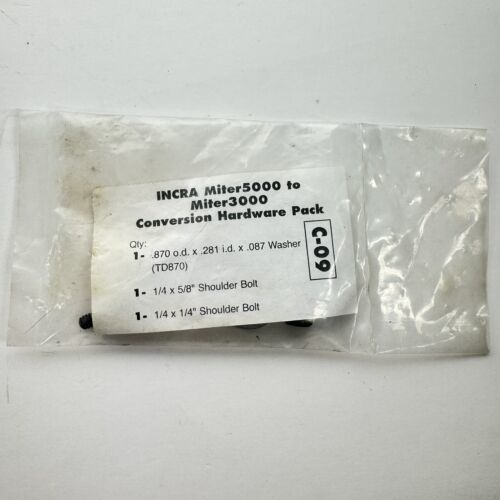 INCRA Miter5000 to
Miter3000
Conversion Hardware Pack
Qty:
1- .870 o.d. x .281 i.d. x .087 Washer
(TD870)
1- 1/4 x 5/8" Shoulder Bolt
1- 1/4 x 1/4" Shoulder Bolt
C-09